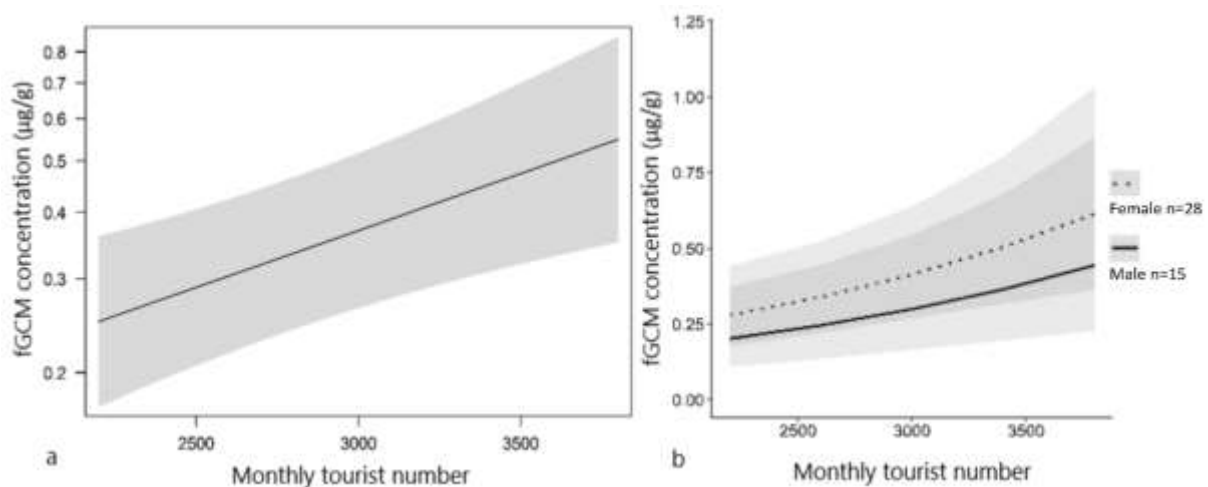 fGCM concentration (µg/g)
0.8
0.7
0.6
0.5
0.4
0.3
0.2
2500
3000
3500
a
Monthly tourist number
fGCM concentration (µg/g)
1.25
1.00
0.75
0.50
0.25
0.00
2500
3000
3500
b
Monthly tourist number
Female n=28
Male n=15